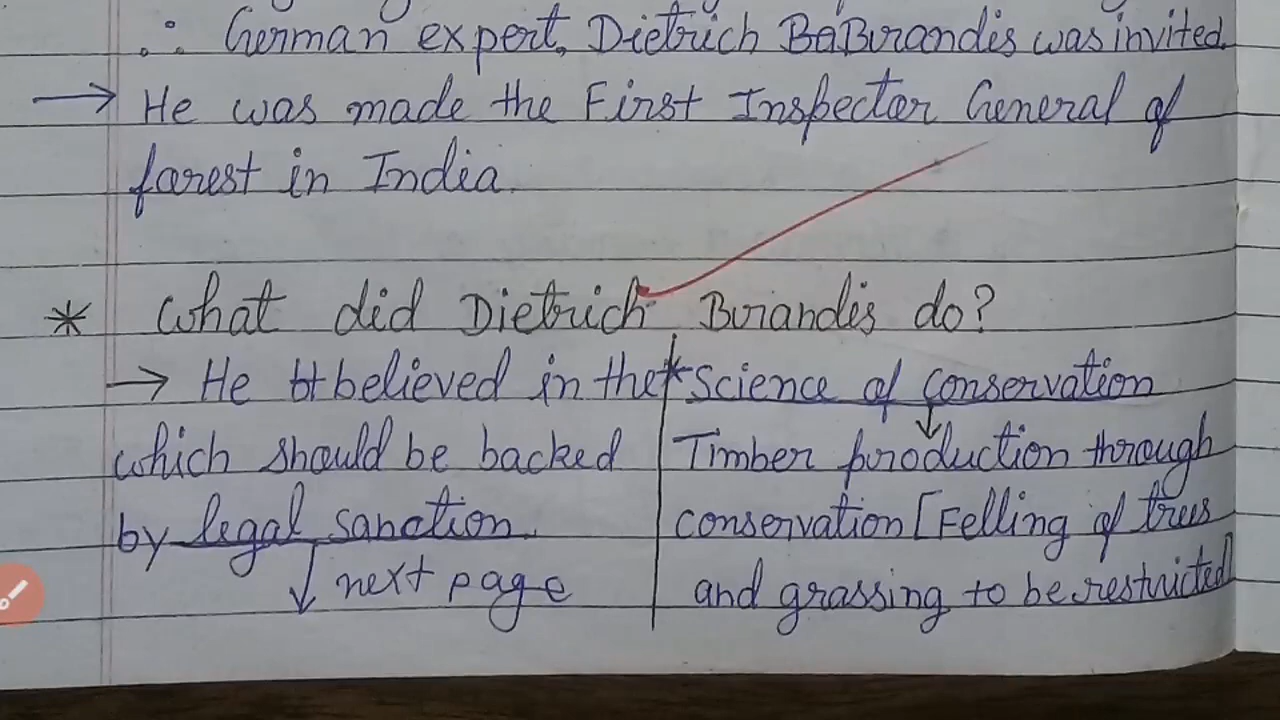 ∴ German expert, Dietrich BaBrandis was invited.
→ He was made the First Inspector General of
forest in India.
* What did Dietrich Brandis do?
→ He believed in the
which should be backed
by legal sanction.
↓ next page
* Science of conservation
↓
Timber production through
conservation [Felling of trees
and grassing to be restricted]